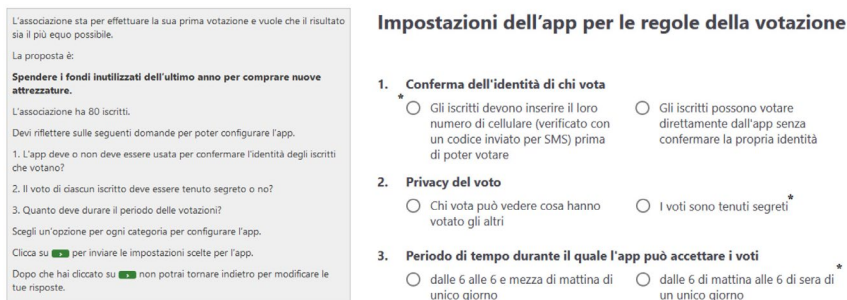 L'associazione sta per effettuare la sua prima votazione e vuole che il risultato
sia il più equo possibile.
La proposta è:
Spendere i fondi inutilizzati dell'ultimo anno per comprare nuove
attrezzature.
L'associazione ha 80 iscritti.
Devi riflettere sulle seguenti domande per poter configurare l'app.
1. L'app deve o non deve essere usata per confermare l'identità degli iscritti
che votano?
2. Il voto di ciascun iscritto deve essere tenuto segreto o no?
3. Quanto deve durare il periodo delle votazioni?
Scegli un'opzione per ogni categoria per configurare l'app.
Clicca su per inviare le impostazioni scelte per l'app.
Dopo che hai cliccato su non potrai tornare indietro per modificare le
tue risposte.
Impostazioni dell'app per le regole della votazione
1. Conferma dell'identità di chi vota
* Gli iscritti devono inserire il loro
numero di cellulare (verificato con
un codice inviato per SMS) prima
di poter votare
Gli iscritti possono votare
direttamente dall'app senza
confermare la propria identità
2. Privacy del voto
Chi vota può vedere cosa hanno
votato gli altri
I voti sono tenuti segreti*
3. Periodo di tempo durante il quale l'app può accettare i voti
dalle 6 alle 6 e mezza di mattina di
unico giorno
dalle 6 di mattina alle 6 di sera di *
un unico giorno